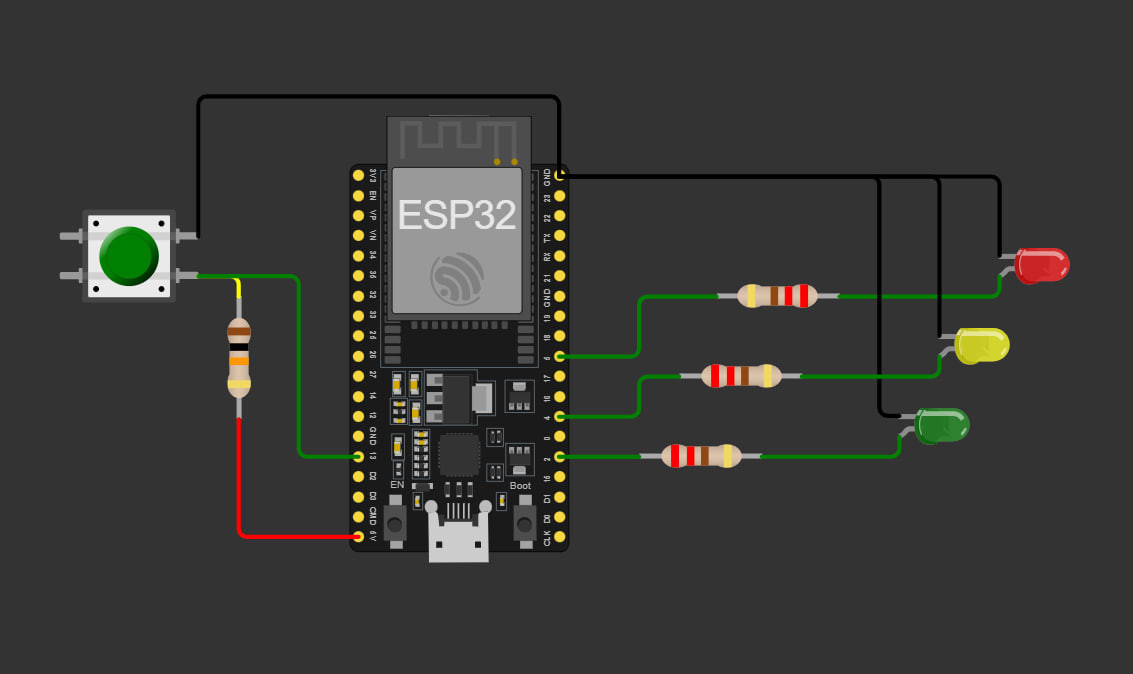 ESP32
3V3
EN
VP
VN
34
35
32
33
25
26
27
14
12
GND
13
D2
D3
CMD
5V
GND
23
22
TX
RX
21
GND
19
18
5
17
16
4
0
2
15
D1
D0
CLK
EN
Boot